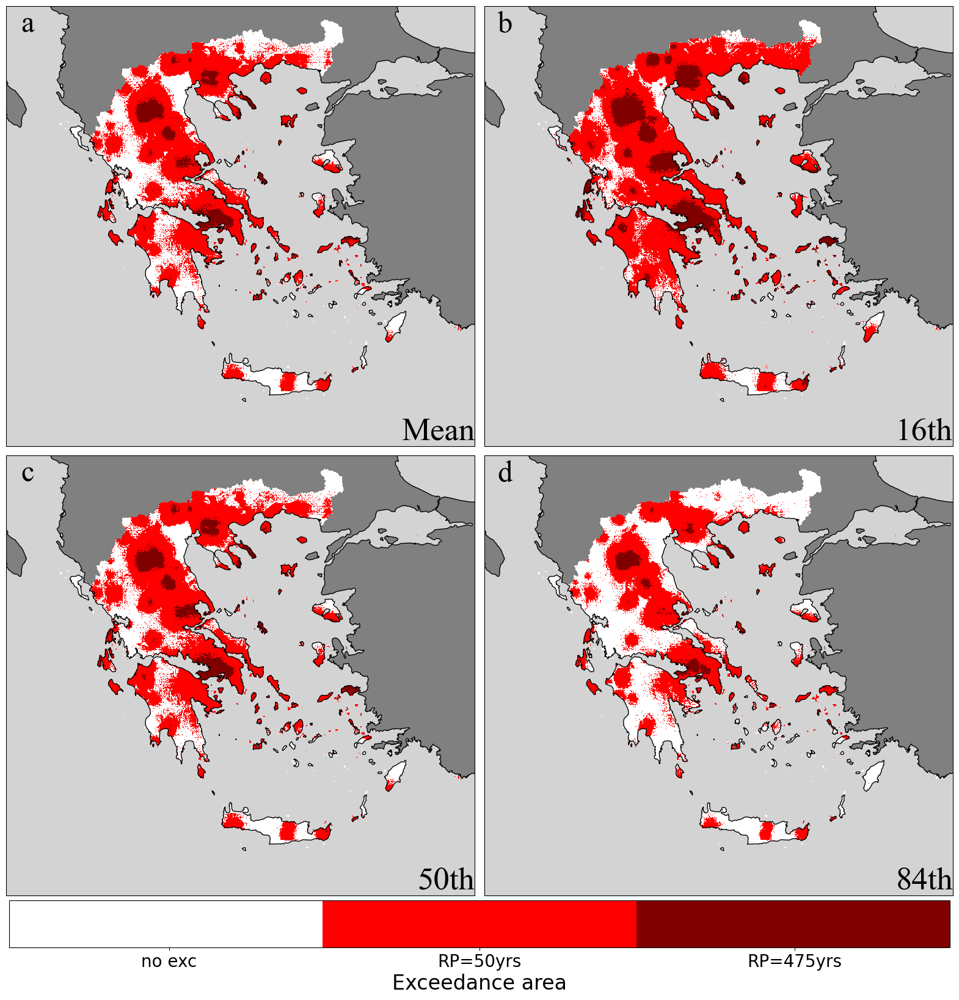 a
b
Mean
16th
c
d
50th
84th
no exc
RP=50yrs
RP=475yrs
Exceedance area